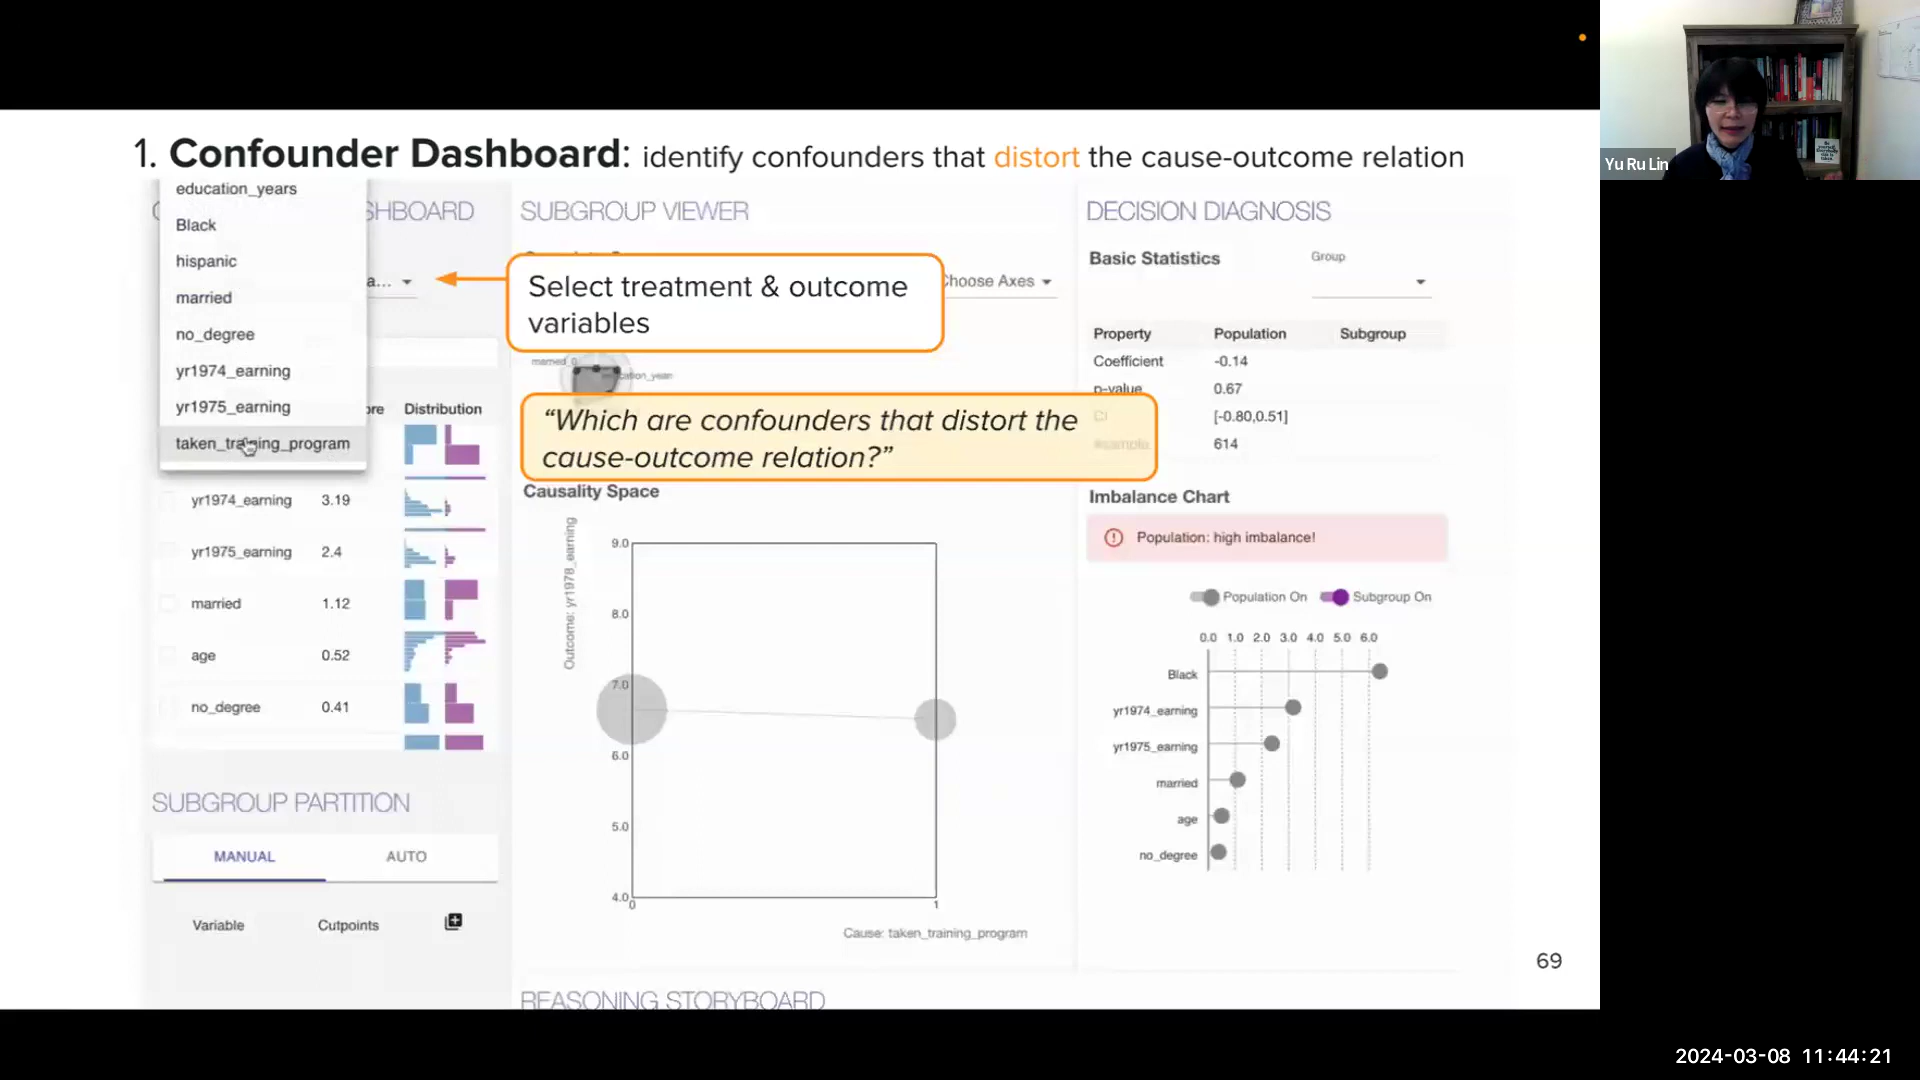 1. Confounder Dashboard: identify confounders that distort the cause-outcome relation
Yu Ru Lin
education_years
Black
hispanic
married
no_degree
yr1974_earning
yr1975_earning
taken_training_program
SHBOARD
a...
Distribution
yr1974_earning 3.19
yr1975_earning 2.4
married 1.12
age 0.52
no_degree 0.41
SUBGROUP PARTITION
MANUAL AUTO
Variable Cutpoints
SUBGROUP VIEWER
Choose Axes
Select treatment & outcome
variables
married_0
“Which are confounders that distort the
cause-outcome relation?”
Causality Space
Outcome: yr1978_earning
9.0
8.0
7.0
6.0
5.0
4.0
0 1
Cause: taken_training_program
REASONING STORYBOARD
DECISION DIAGNOSIS
Basic Statistics Group
Property Population Subgroup
Coefficient -0.14
p-value 0.67
CI [-0.80,0.51]
#sample 614
Imbalance Chart
Population: high imbalance!
Population On Subgroup On
0.0 1.0 2.0 3.0 4.0 5.0 6.0
Black
yr1974_earning
yr1975_earning
married
age
no_degree
69
2024-03-08 11:44:21